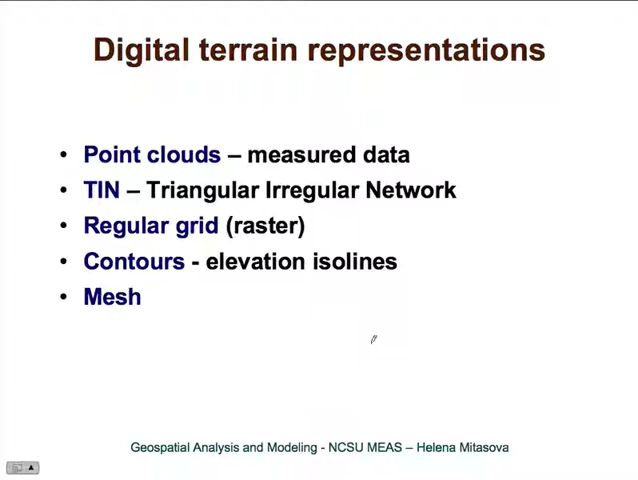 Digital terrain representations
• Point clouds – measured data
• TIN – Triangular Irregular Network
• Regular grid (raster)
• Contours - elevation isolines
• Mesh
Geospatial Analysis and Modeling - NCSU MEAS – Helena Mitasova